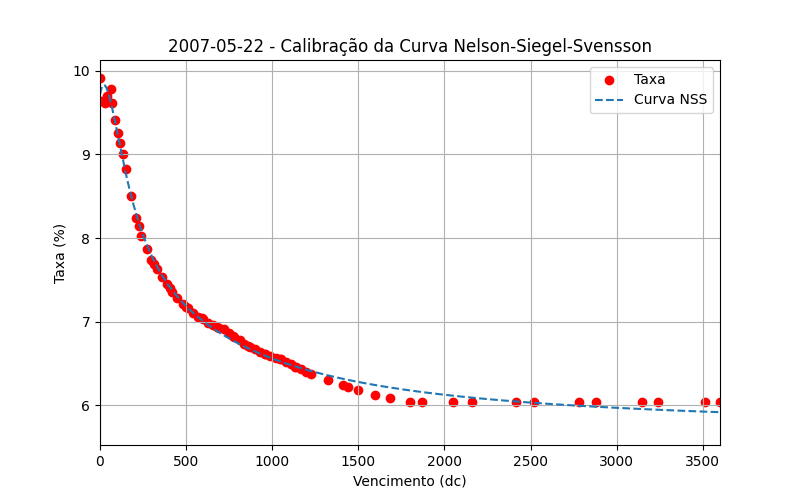 2007-05-22 - Calibração da Curva Nelson-Siegel-Svensson
Taxa
Curva NSS
10
9
8
7
6
Taxa (%)
0 500 1000 1500 2000 2500 3000 3500
Vencimento (dc)